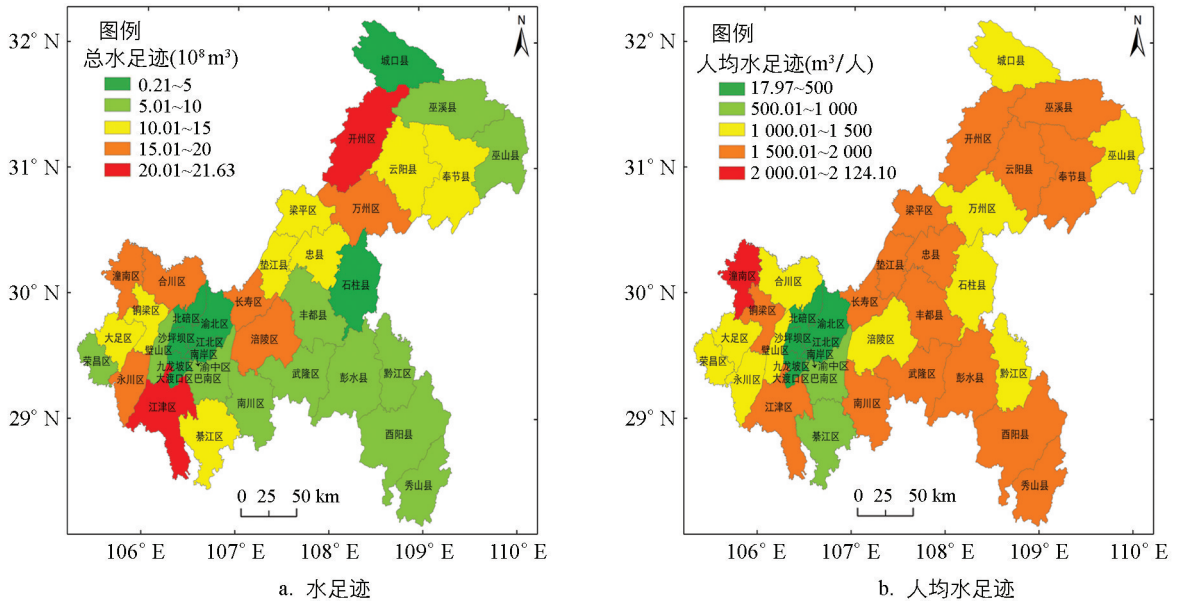 图例
总水足迹(10⁸m³)
0.21~5
5.01~10
10.01~15
15.01~20
20.01~21.63
N
32° N
31° N
30° N
29° N
城口县
巫溪县
开州区
巫山县
云阳县
奉节县
万州区
梁平区
忠县
垫江县
石柱县
潼南区
合川区
长寿区
铜梁区
北碚区
渝北区
丰都县
大足区
沙坪坝区
江北区
涪陵区
璧山区
南岸区
荣昌区
九龙坡区
渝中区
武隆区
彭水县
黔江区
永川区
大渡口区
巴南区
江津区
南川区
綦江区
酉阳县
秀山县
0 25 50 km
106° E 107° E 108° E 109° E 110° E
a. 水足迹
图例
人均水足迹(m³/人)
17.97~500
500.01~1 000
1 000.01~1 500
1 500.01~2 000
2 000.01~2 124.10
N
32° N
31° N
30° N
29° N
城口县
巫溪县
开州区
巫山县
云阳县
奉节县
万州区
梁平区
忠县
垫江县
石柱县
潼南区
合川区
长寿区
铜梁区
北碚区
渝北区
丰都县
大足区
沙坪坝区
江北区
涪陵区
璧山区
南岸区
荣昌区
九龙坡区
渝中区
武隆区
彭水县
黔江区
永川区
大渡口区
巴南区
江津区
南川区
綦江区
酉阳县
秀山县
0 25 50 km
106° E 107° E 108° E 109° E 110° E
b. 人均水足迹